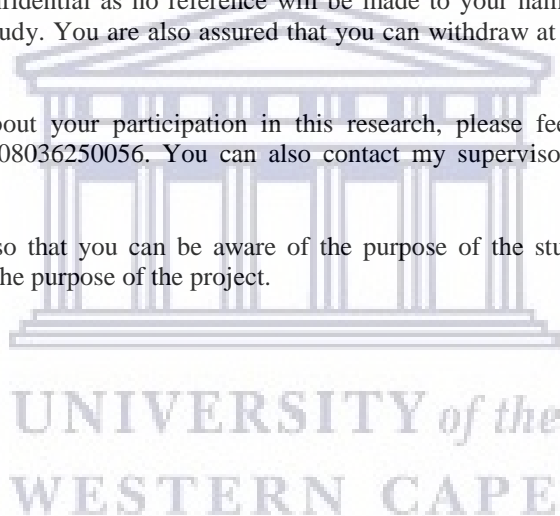 fidential as no reference will be made to your nam
udy. You are also assured that you can withdraw at
out your participation in this research, please fee
08036250056. You can also contact my superviso
so that you can be aware of the purpose of the stu
he purpose of the project.
UNIVERSITY of the
WESTERN CAPE